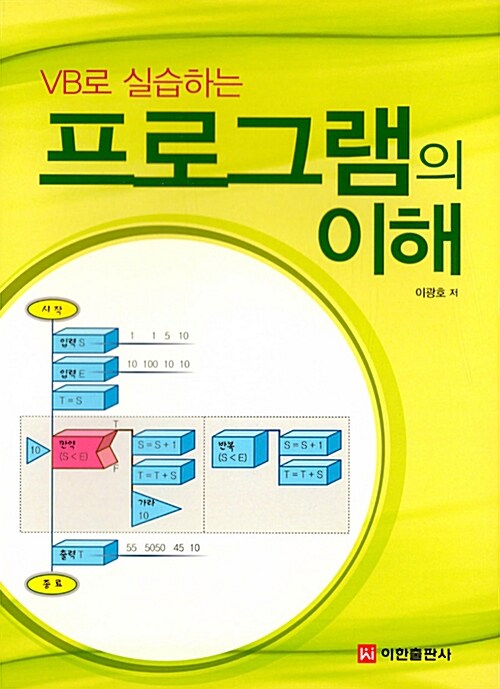 VB로 실습하는
프로그램의
이해
이광호 저
시작
입력 S 1 1 5 10
입력 E 10 100 10 10
T = S
T
10 만약 (S < E) S = S + 1 반복 (S < E) S = S + 1
F T = T + S T = T + S
가라 10
출력 T 55 5050 45 10
종료
이한출판사